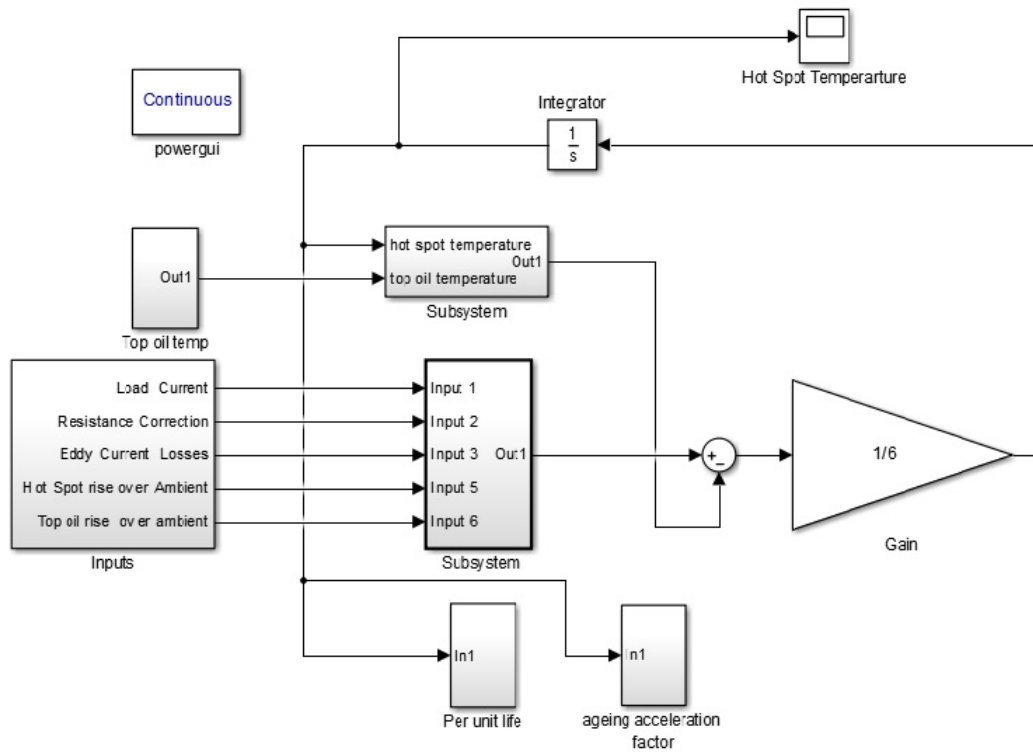 Hot Spot Temperarture
Continuous
powergui
Integrator
1
s
Out1
Top oil temp
hot spot temperature
Out1
top oil temperature
Subsystem
Load Current
Resistance Correction
Eddy Current Losses
Hot Spot rise over Ambient
Top oil rise over ambient
Inputs
Input 1
Input 2
Input 3
Out1
Input 5
Input 6
Subsystem
+
−
1/6
Gain
In1
Per unit life
In1
ageing acceleration
factor